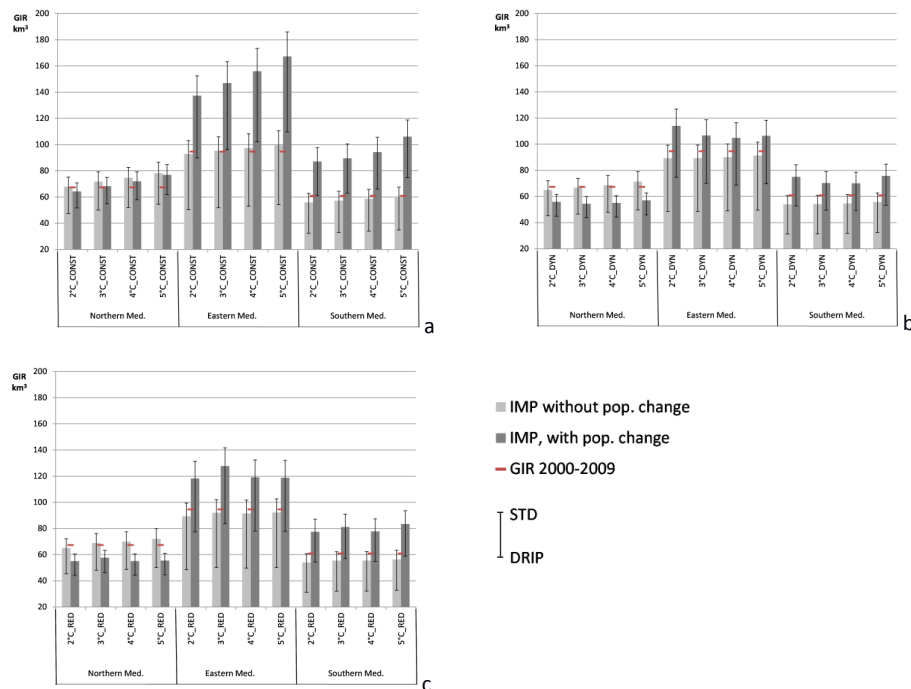 GIR
km³
200
180
160
140
120
100
80
60
40
20
2°C_CONST
3°C_CONST
4°C_CONST
5°C_CONST
2°C_CONST
3°C_CONST
4°C_CONST
5°C_CONST
2°C_CONST
3°C_CONST
4°C_CONST
5°C_CONST
Northern Med.
Eastern Med.
Southern Med.
a
GIR
km³
200
180
160
140
120
100
80
60
40
20
2°C_DYN
3°C_DYN
4°C_DYN
5°C_DYN
2°C_DYN
3°C_DYN
4°C_DYN
5°C_DYN
2°C_DYN
3°C_DYN
4°C_DYN
5°C_DYN
Northern Med.
Eastern Med.
Southern Med.
b
GIR
km³
200
180
160
140
120
100
80
60
40
20
2°C_RED
3°C_RED
4°C_RED
5°C_RED
2°C_RED
3°C_RED
4°C_RED
5°C_RED
2°C_RED
3°C_RED
4°C_RED
5°C_RED
Northern Med.
Eastern Med.
Southern Med.
c
IMP without pop. change
IMP, with pop. change
GIR 2000-2009
STD
DRIP